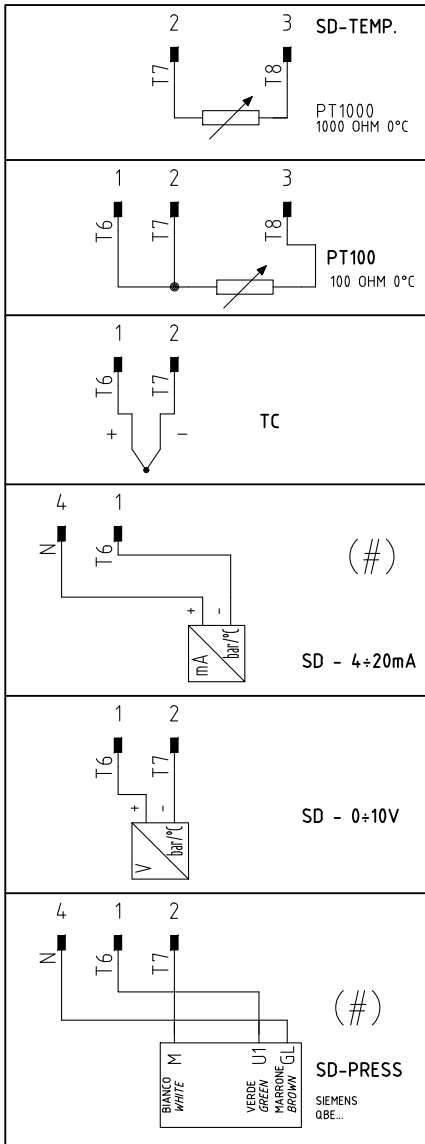 2 3 SD-TEMP.
T7 T8
PT1000
1000 OHM 0°C
1 2 3
T6 T7 T8
PT100
100 OHM 0°C
1 2
T6 T7
+ -
TC
4 1
N T6
(#)
+ -
mA bar/°C
SD - 4÷20mA
1 2
T6 T7
+ -
V bar/°C
SD - 0÷10V
4 1 2
N T6 T7
(#)
M U1 GL
BIANCO
WHITE
VERDE
GREEN
MARRONE
BROWN
SD-PRESS
SIEMENS
QBE...